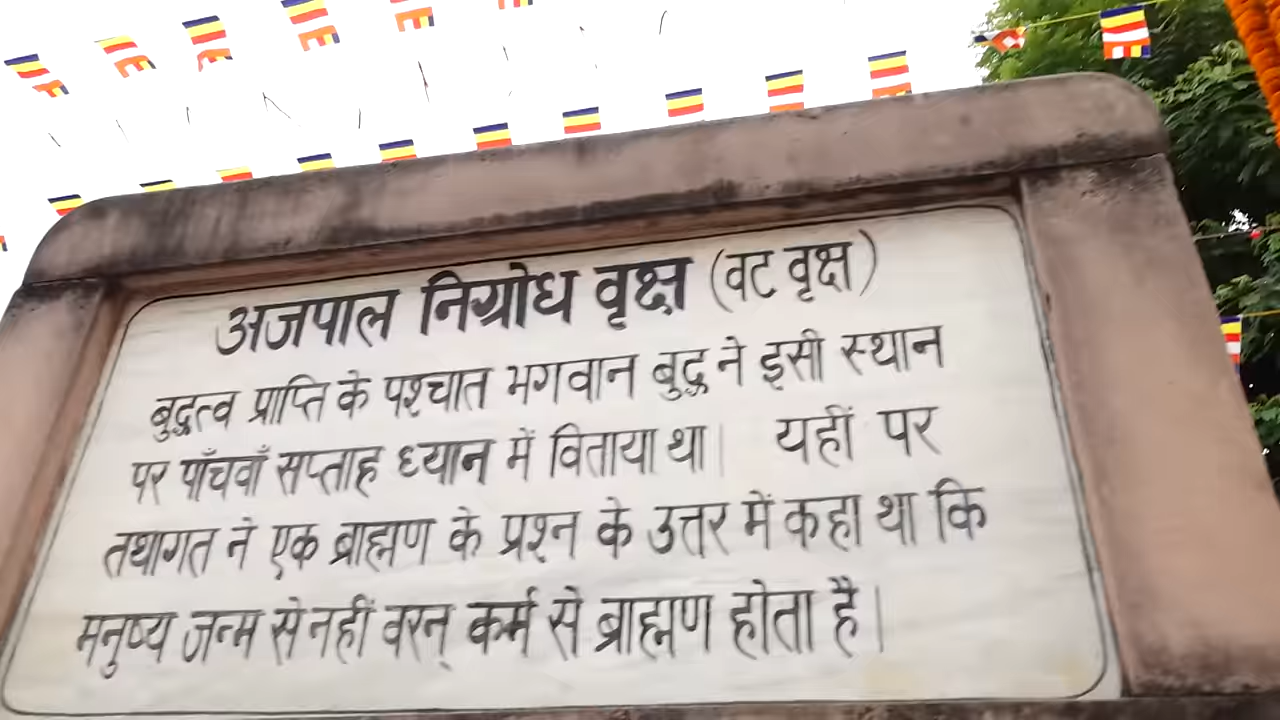 अजपाल निग्रोध वृक्ष (वट वृक्ष)
बुद्धत्व प्राप्ति के पश्चात भगवान बुद्ध ने इसी स्थान
पर पाँचवाँ सप्ताह ध्यान में विताया था। यहीं पर
तथागत ने एक ब्राह्मण के प्रश्न के उत्तर में कहा था कि
मनुष्य जन्म से नहीं वरन् कर्म से ब्राह्मण होता है।